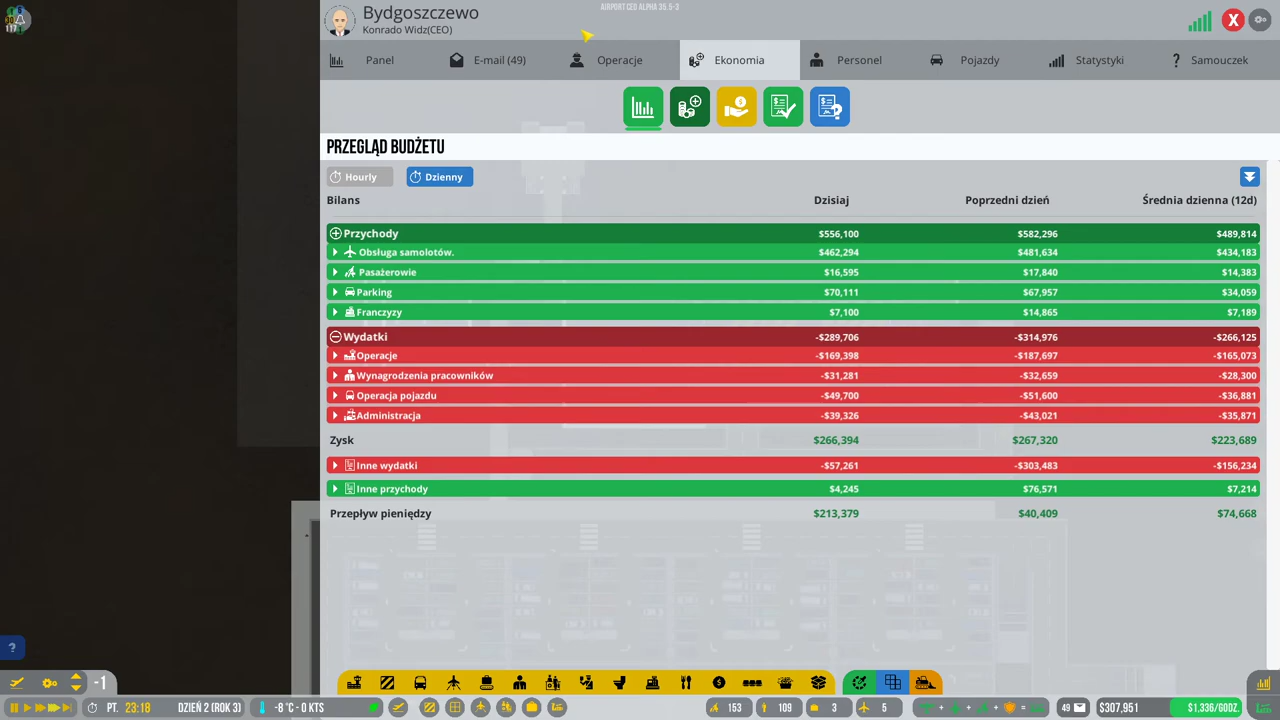 AIRPORT CEO ALPHA 35.5-3
Bydgoszczewo
Konrado Widz(CEO)
X
Panel
E-mail (49)
Operacje
Ekonomia
Personel
Pojazdy
Statystyki
? Samouczek
PRZEGLĄD BUDŻETU
Hourly
Dzienny
Bilans Dzisiaj Poprzedni dzień Średnia dzienna (12d)
Przychody $556,100 $582,296 $489,814
Obsługa samolotów. $462,294 $481,634 $434,183
Pasażerowie $16,595 $17,840 $14,383
Parking $70,111 $67,957 $34,059
Franczyzy $7,100 $14,865 $7,189
Wydatki -$289,706 -$314,976 -$266,125
Operacje -$169,398 -$187,697 -$165,073
Wynagrodzenia pracowników -$31,281 -$32,659 -$28,300
Operacja pojazdu -$49,700 -$51,600 -$36,881
Administracja -$39,326 -$43,021 -$35,871
Zysk $266,394 $267,320 $223,689
Inne wydatki -$57,261 -$303,483 -$156,234
Inne przychody $4,245 $76,571 $7,214
Przepływ pieniędzy $213,379 $40,409 $74,668
?
-1
PT. 23:18 DZIEŃ 2 (ROK 3) -8 °C - 0 KTS 153 109 3 5 49 $307,951 $1,336/GODZ.